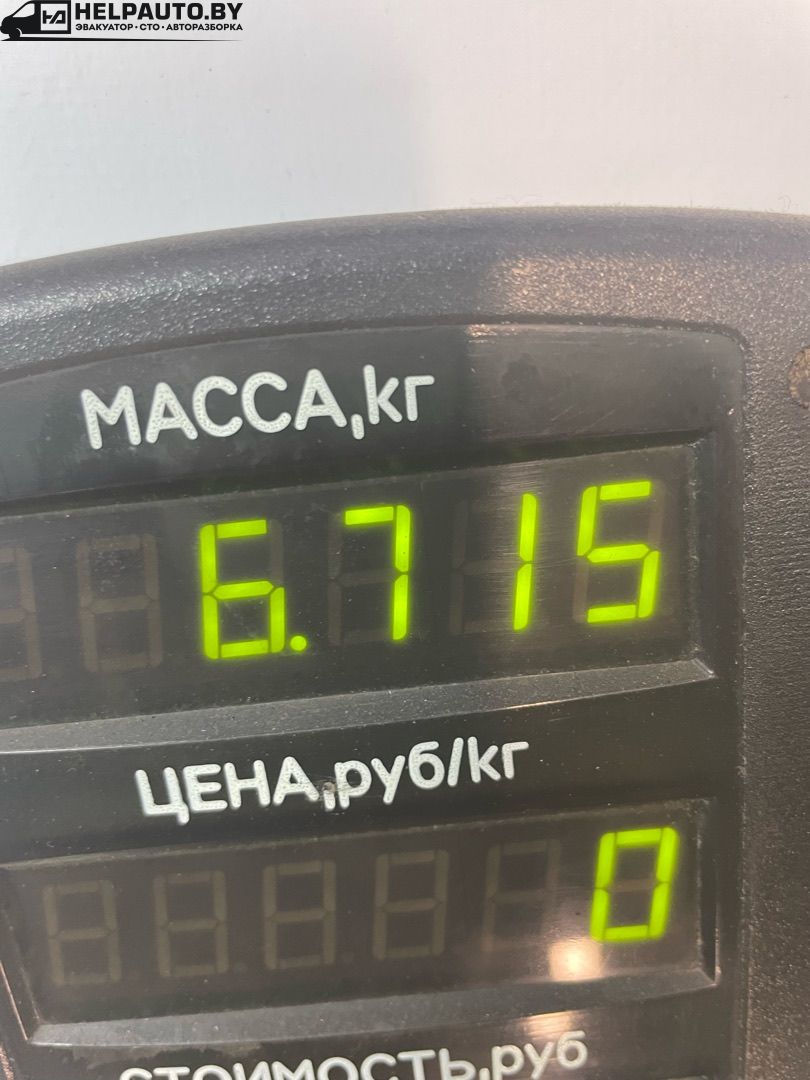 HELPAUTO.BY
ЭВАКУАТОР • СТО • АВТОРАЗБОРКА
МАССА,кг
6.715
ЦЕНА,руб/кг
0
СТОИМОСТЬ,руб